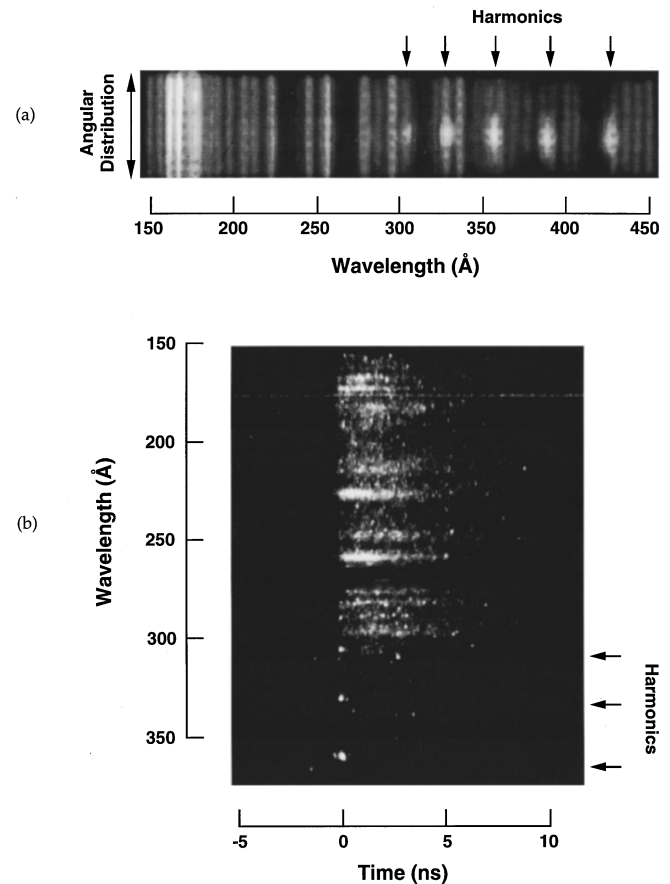 Harmonics
(a)
Angular
Distribution
150 200 250 300 350 400 450
Wavelength (Å)
(b)
150
200
250
300
350
Wavelength (Å)
Harmonics
-5 0 5 10
Time (ns)